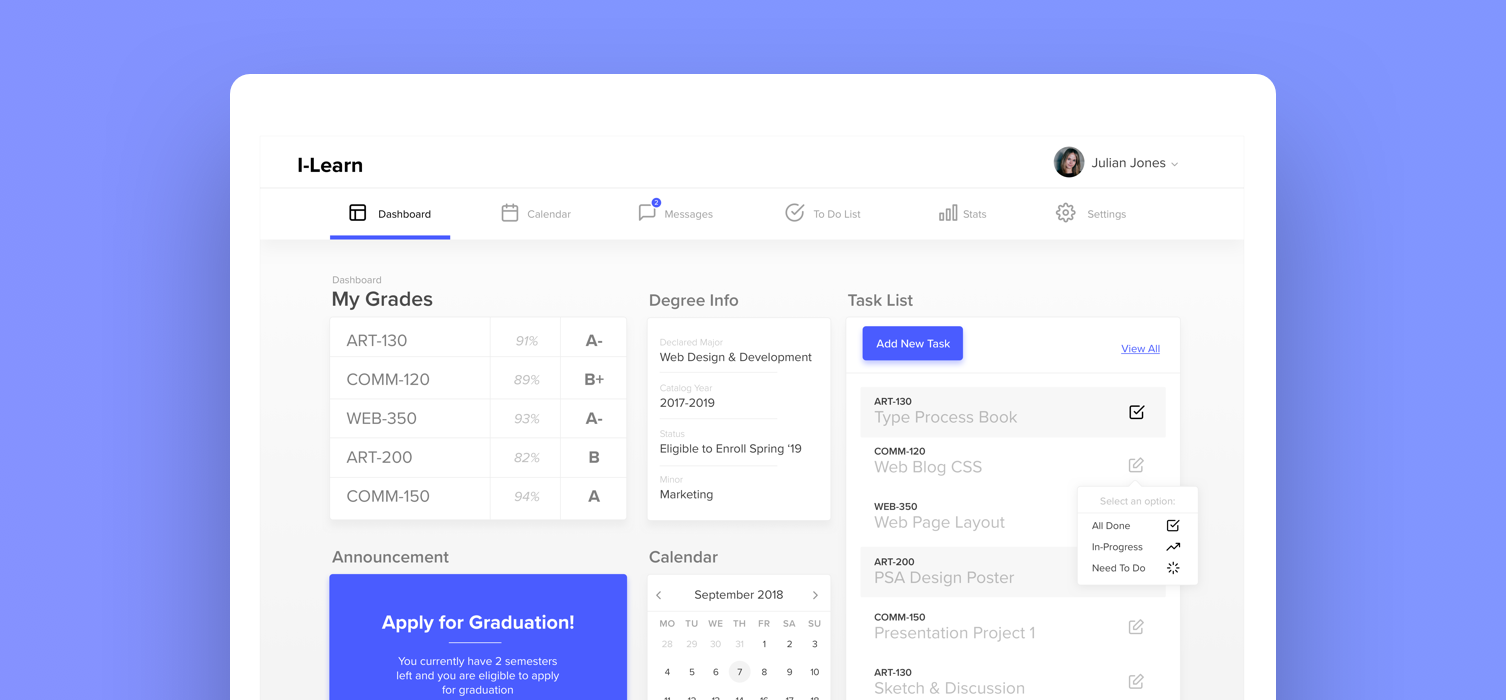 I-Learn
Julian Jones
Dashboard
Calendar
2
Messages
To Do List
Stats
Settings
Dashboard
My Grades
ART-130 91% A-
COMM-120 89% B+
WEB-350 93% A-
ART-200 82% B
COMM-150 94% A
Degree Info
Declared Major
Web Design & Development
Catalog Year
2017-2019
Status
Eligible to Enroll Spring ‘19
Minor
Marketing
Task List
Add New Task
View All
ART-130
Type Process Book
COMM-120
Web Blog CSS
WEB-350
Web Page Layout
ART-200
PSA Design Poster
COMM-150
Presentation Project 1
ART-130
Sketch & Discussion
Select an option:
All Done
In-Progress
Need To Do
Announcement
Apply for Graduation!
You currently have 2 semesters
left and you are eligible to apply
for graduation
Calendar
September 2018
MO TU WE TH FR SA SU
28 29 30 31 1 2 3
4 5 6 7 8 9 10